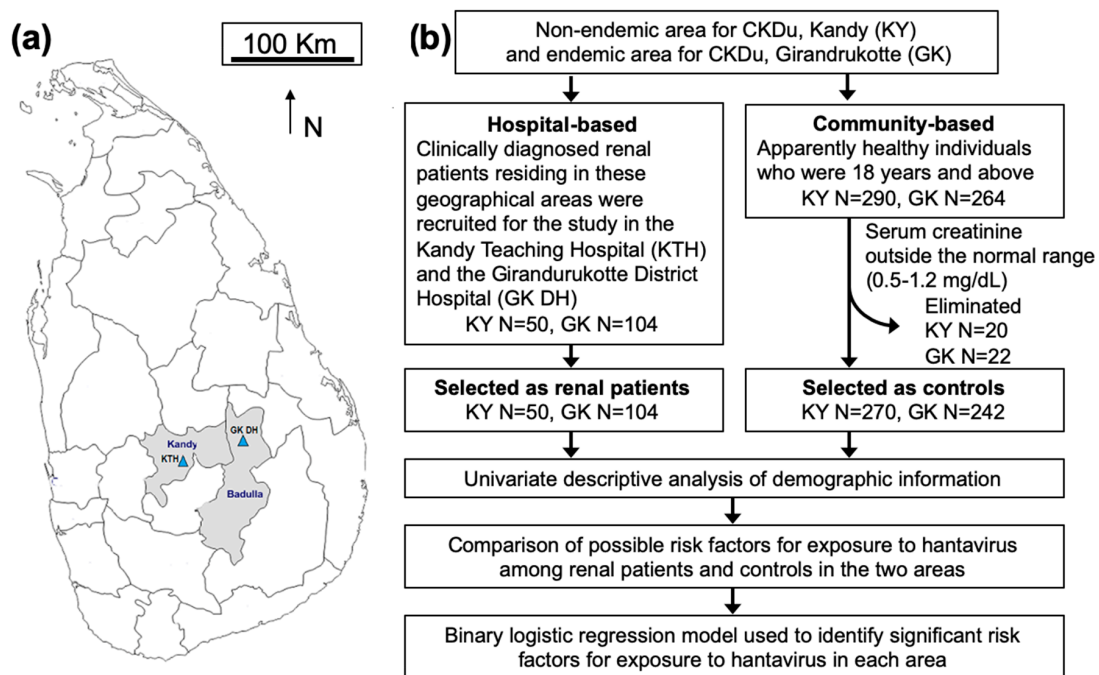 (a)
100 Km
N
Kandy
KTH
GK DH
Badulla
(b)
Non-endemic area for CKDu, Kandy (KY)
and endemic area for CKDu, Girandrukotte (GK)
Hospital-based
Clinically diagnosed renal
patients residing in these
geographical areas were
recruited for the study in the
Kandy Teaching Hospital (KTH)
and the Girandurukotte District
Hospital (GK DH)
KY N=50, GK N=104
Community-based
Apparently healthy individuals
who were 18 years and above
KY N=290, GK N=264
Serum creatinine
outside the normal range
(0.5-1.2 mg/dL)
Eliminated
KY N=20
GK N=22
Selected as renal patients
KY N=50, GK N=104
Selected as controls
KY N=270, GK N=242
Univariate descriptive analysis of demographic information
Comparison of possible risk factors for exposure to hantavirus
among renal patients and controls in the two areas
Binary logistic regression model used to identify significant risk
factors for exposure to hantavirus in each area